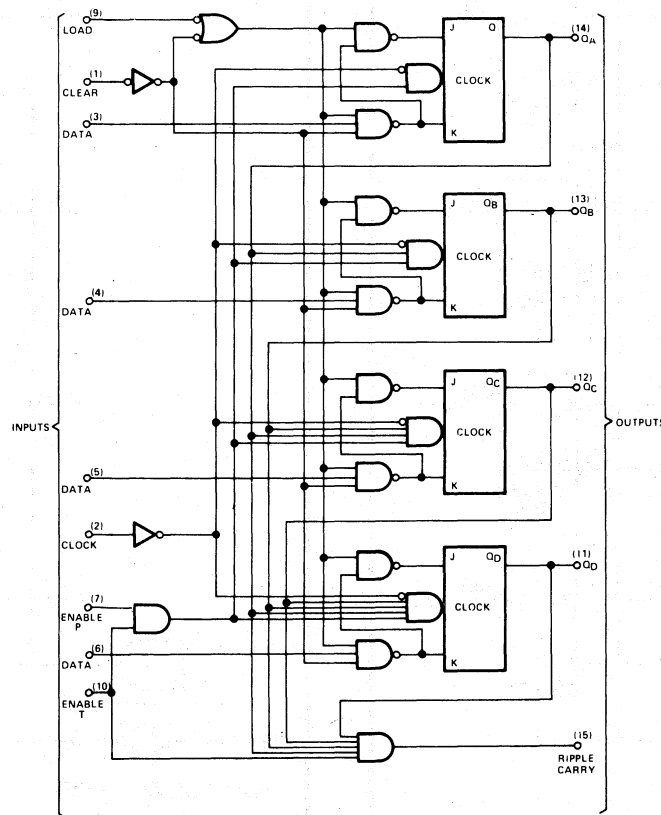 (9)
LOAD
(1)
CLEAR
(3)
DATA
(4)
DATA
INPUTS
(5)
DATA
(2)
CLOCK
(7)
ENABLE
P
(6)
DATA
(10)
ENABLE
T
J Q
CLOCK
K
(14)
QA
J QB
CLOCK
K
(13)
QB
J QC
CLOCK
K
(12)
QC
OUTPUTS
J QD
CLOCK
K
(11)
QD
(15)
RIPPLE
CARRY